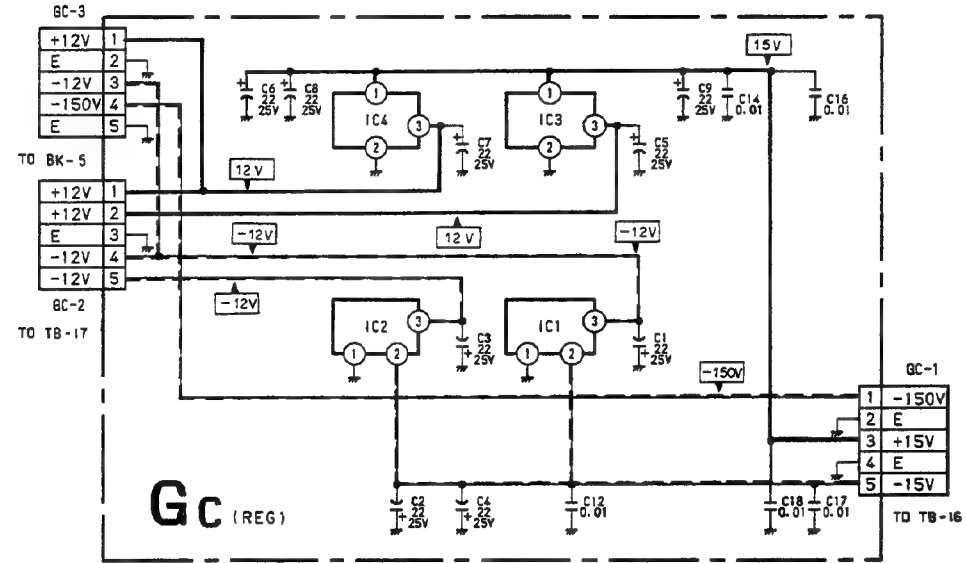 GC-3
+12V 1
E 2
-12V 3
-150V 4
E 5
TO BK-5
+12V 1
+12V 2
E 3
-12V 4
-12V 5
GC-2
TO TB-17
15V
C6 22 25V
C8 22 25V
1
IC4
3
2
C7 22 25V
1
IC3
3
2
C5 22 25V
C9 22 25V
C14 0.01
C16 0.01
12V
12V
-12V
-12V
-12V
IC2
3
1
2
C3 22 25V
IC1
3
1
2
C1 22 25V
-150V
GC-1
1 -150V
2 E
3 +15V
4 E
5 -15V
TO TB-16
C2 22 25V
C4 22 25V
C12 0.01
C18 0.01
C17 0.01
GC (REG)